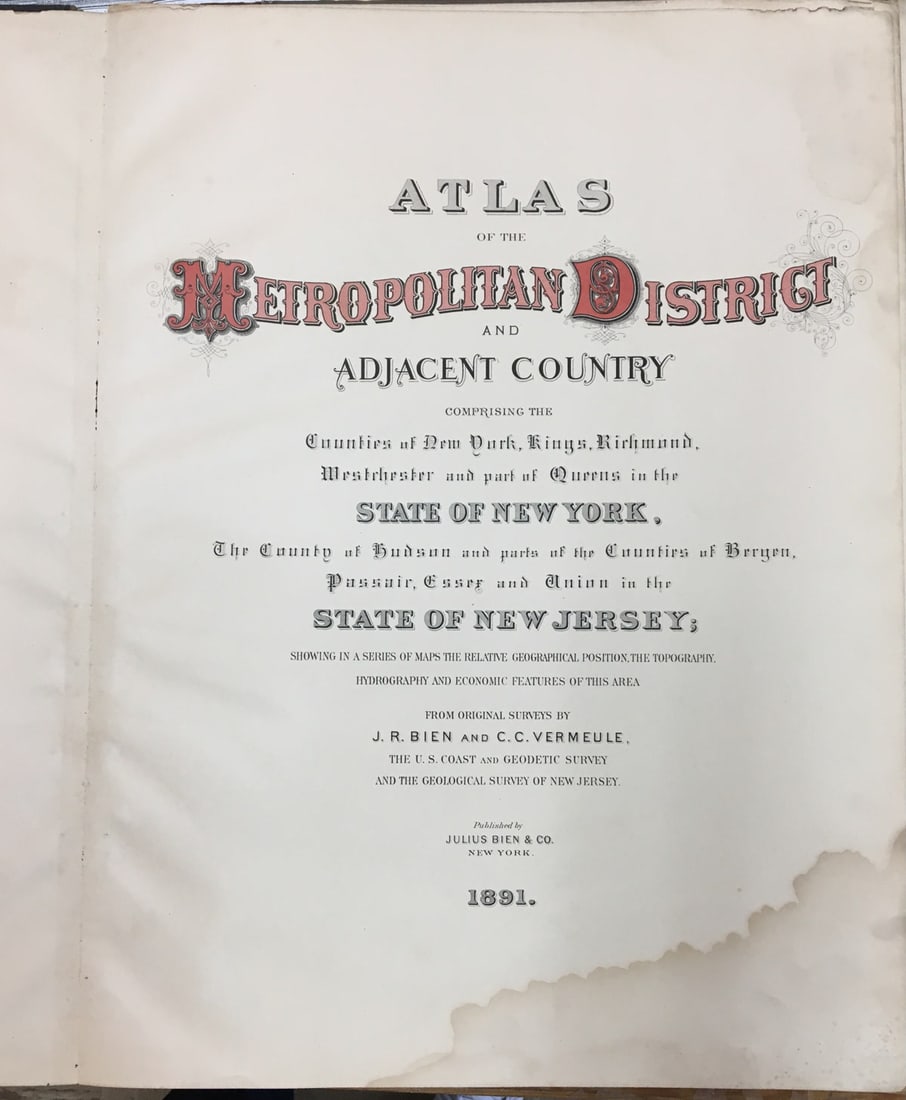 ATLAS
OF THE
METROPOLITAN DISTRICT
AND
ADJACENT COUNTRY
COMPRISING THE
Counties of New York, Kings, Richmond,
Westchester and part of Queens in the
STATE OF NEW YORK,
The County of Hudson and parts of the Counties of Bergen,
Passaic, Essex and Union in the
STATE OF NEW JERSEY;
SHOWING IN A SERIES OF MAPS THE RELATIVE GEOGRAPHICAL POSITION, THE TOPOGRAPHY,
HYDROGRAPHY AND ECONOMIC FEATURES OF THIS AREA
FROM ORIGINAL SURVEYS BY
J. R. BIEN AND C. C. VERMEULE,
THE U. S. COAST AND GEODETIC SURVEY
AND THE GEOLOGICAL SURVEY OF NEW JERSEY.
Published by
JULIUS BIEN & CO.
NEW YORK.
1891.